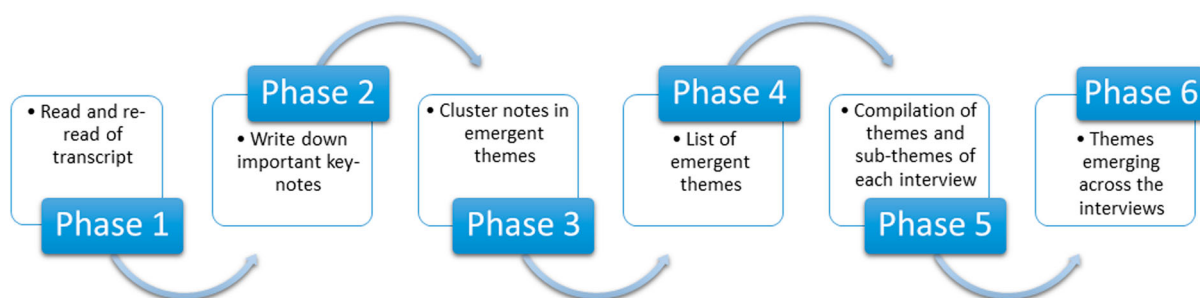 • Read and re-
read of
transcript
Phase 1
Phase 2
• Write down
important key-
notes
• Cluster notes in
emergent
themes
Phase 3
Phase 4
• List of
emergent
themes
• Compilation of
themes and
sub-themes of
each interview
Phase 5
Phase 6
• Themes
emerging
across the
interviews